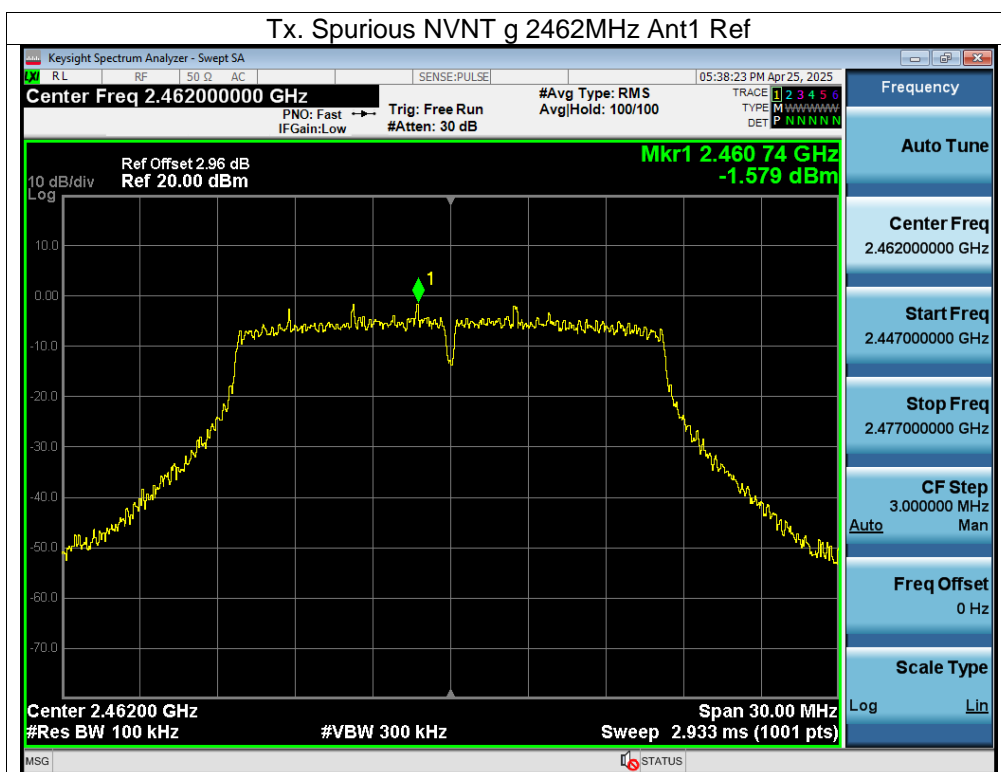 Tx. Spurious NVNT g 2462MHz Ant1 Ref
Keysight Spectrum Analyzer - Swept SA
LXI RL RF 50 Ω AC SENSE:PULSE 05:38:23 PM Apr 25, 2025
Center Freq 2.462000000 GHz
PNO: Fast
IFGain:Low
Trig: Free Run
#Atten: 30 dB
#Avg Type: RMS
Avg|Hold: 100/100
TRACE 1 2 3 4 5 6
TYPE M WWWWW
DET P N N N N N
Mkr1 2.460 74 GHz
-1.579 dBm
Ref Offset 2.96 dB
10 dB/div Ref 20.00 dBm
Log
10.0
0.00
-10.0
-20.0
-30.0
-40.0
-50.0
-60.0
-70.0
1
Center 2.46200 GHz Span 30.00 MHz
#Res BW 100 kHz #VBW 300 kHz Sweep 2.933 ms (1001 pts)
MSG STATUS
Frequency
Auto Tune
Center Freq
2.462000000 GHz
Start Freq
2.447000000 GHz
Stop Freq
2.477000000 GHz
CF Step
3.000000 MHz
Auto Man
Freq Offset
0 Hz
Scale Type
Log Lin